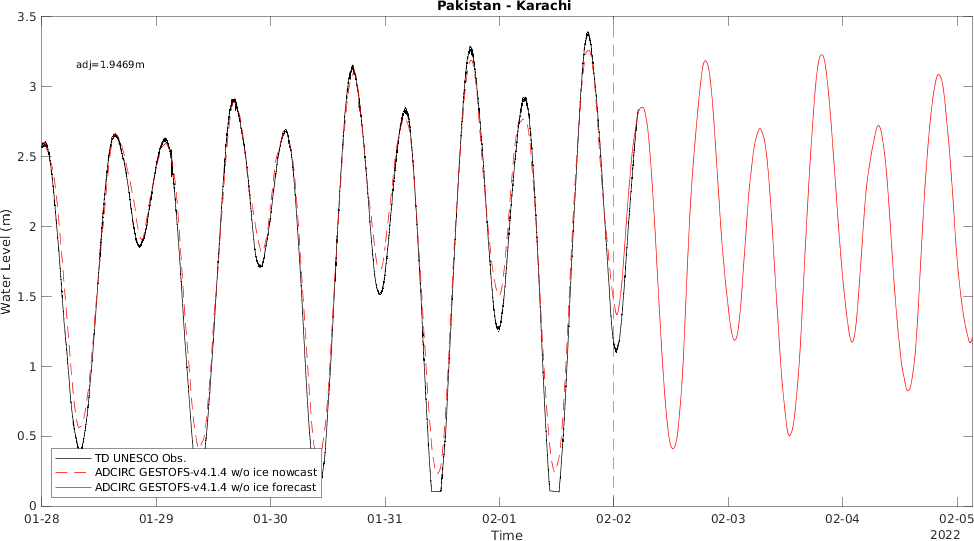 Pakistan - Karachi
adj=1.9469m
Water Level (m)
3.5
3
2.5
2
1.5
1
0.5
0
TD UNESCO Obs.
ADCIRC GESTOFS-v4.1.4 w/o ice nowcast
ADCIRC GESTOFS-v4.1.4 w/o ice forecast
01-28 01-29 01-30 01-31 02-01 02-02 02-03 02-04 02-05
Time
2022